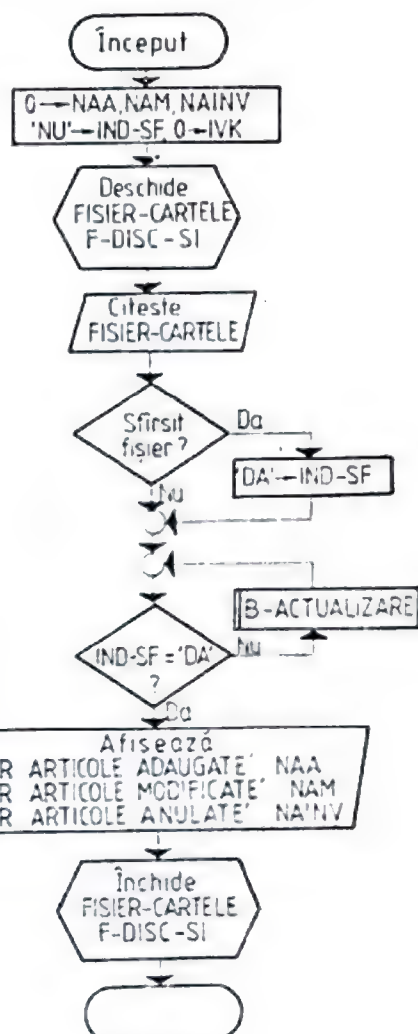 Început
0→NAA,NAM,NAINV
'NU'→IND-SF, 0→IVK
Deschide
FISIER-CARTELE
F-DISC-SI
Citeste
FISIER-CARTELE
Sfîrsit
fișier?
Da
'DA'→IND-SF
Nu
B-ACTUALIZARE
IND-SF='DA'
?
Nu
Da
Afisează
R ARTICOLE ADAUGATE' NAA
R ARTICOLE MODIFICATE' NAM
R ARTICOLE ANULATE' NAINV
Închide
FISIER-CARTELE
F-DISC-SI